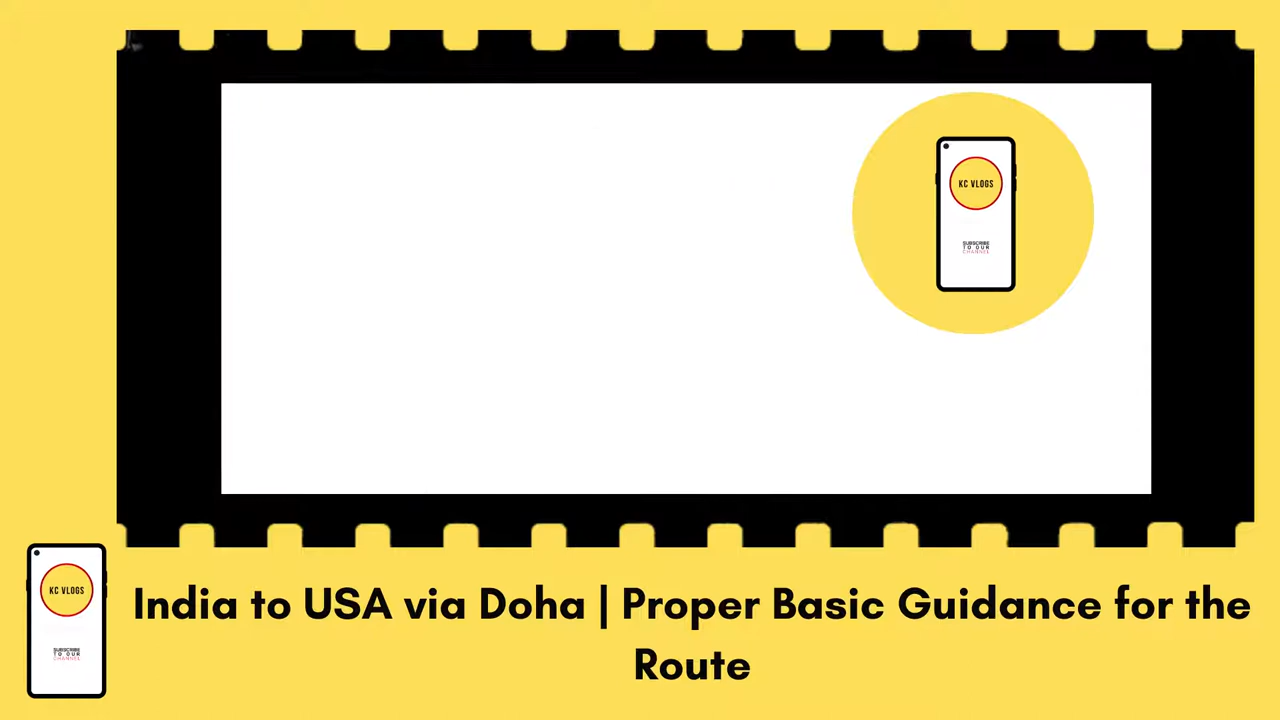 KC VLOGS
SUBSCRIBE
TO OUR
CHANNEL
KC VLOGS
SUBSCRIBE
TO OUR
CHANNEL
India to USA via Doha | Proper Basic Guidance for the
Route